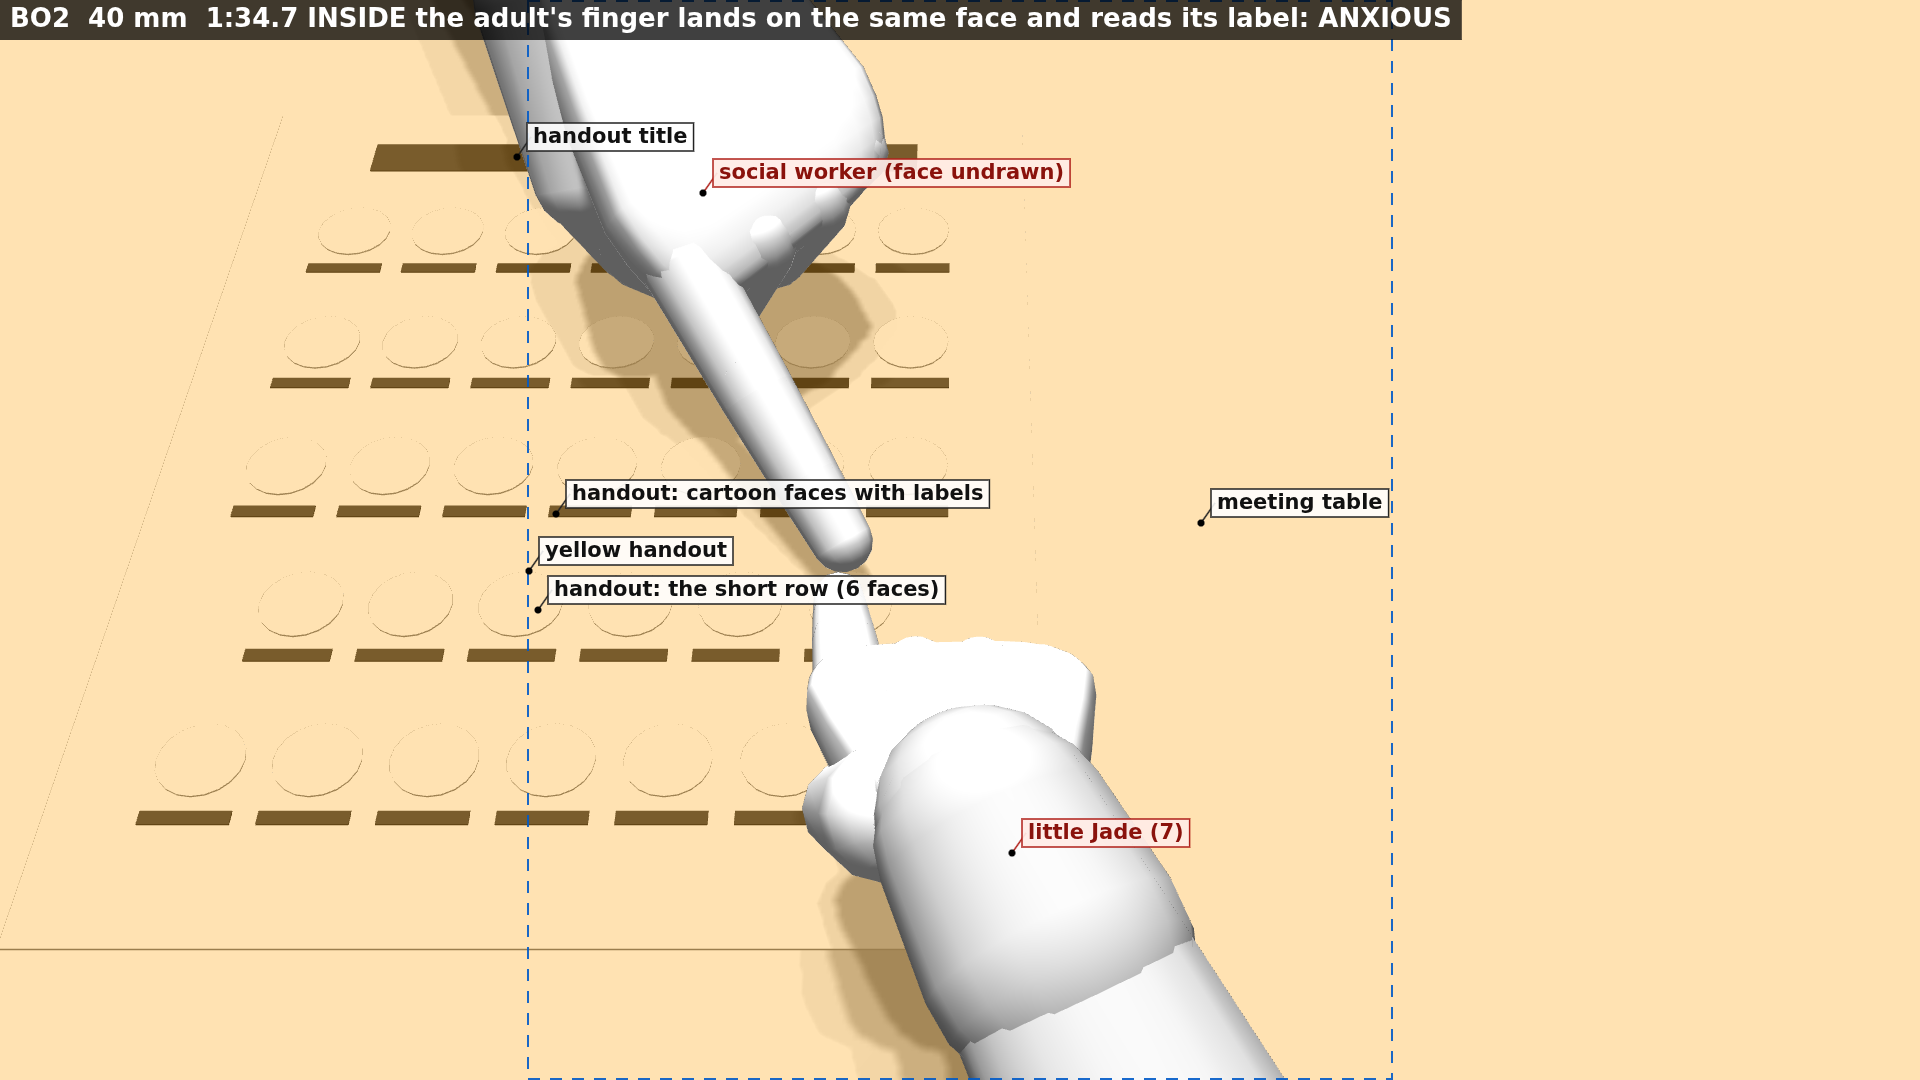 BO2 40 mm 1:34.7 INSIDE the adult's finger lands on the same face and reads its label: ANXIOUS
handout title
social worker (face undrawn)
handout: cartoon faces with labels
meeting table
yellow handout
handout: the short row (6 faces)
little Jade (7)